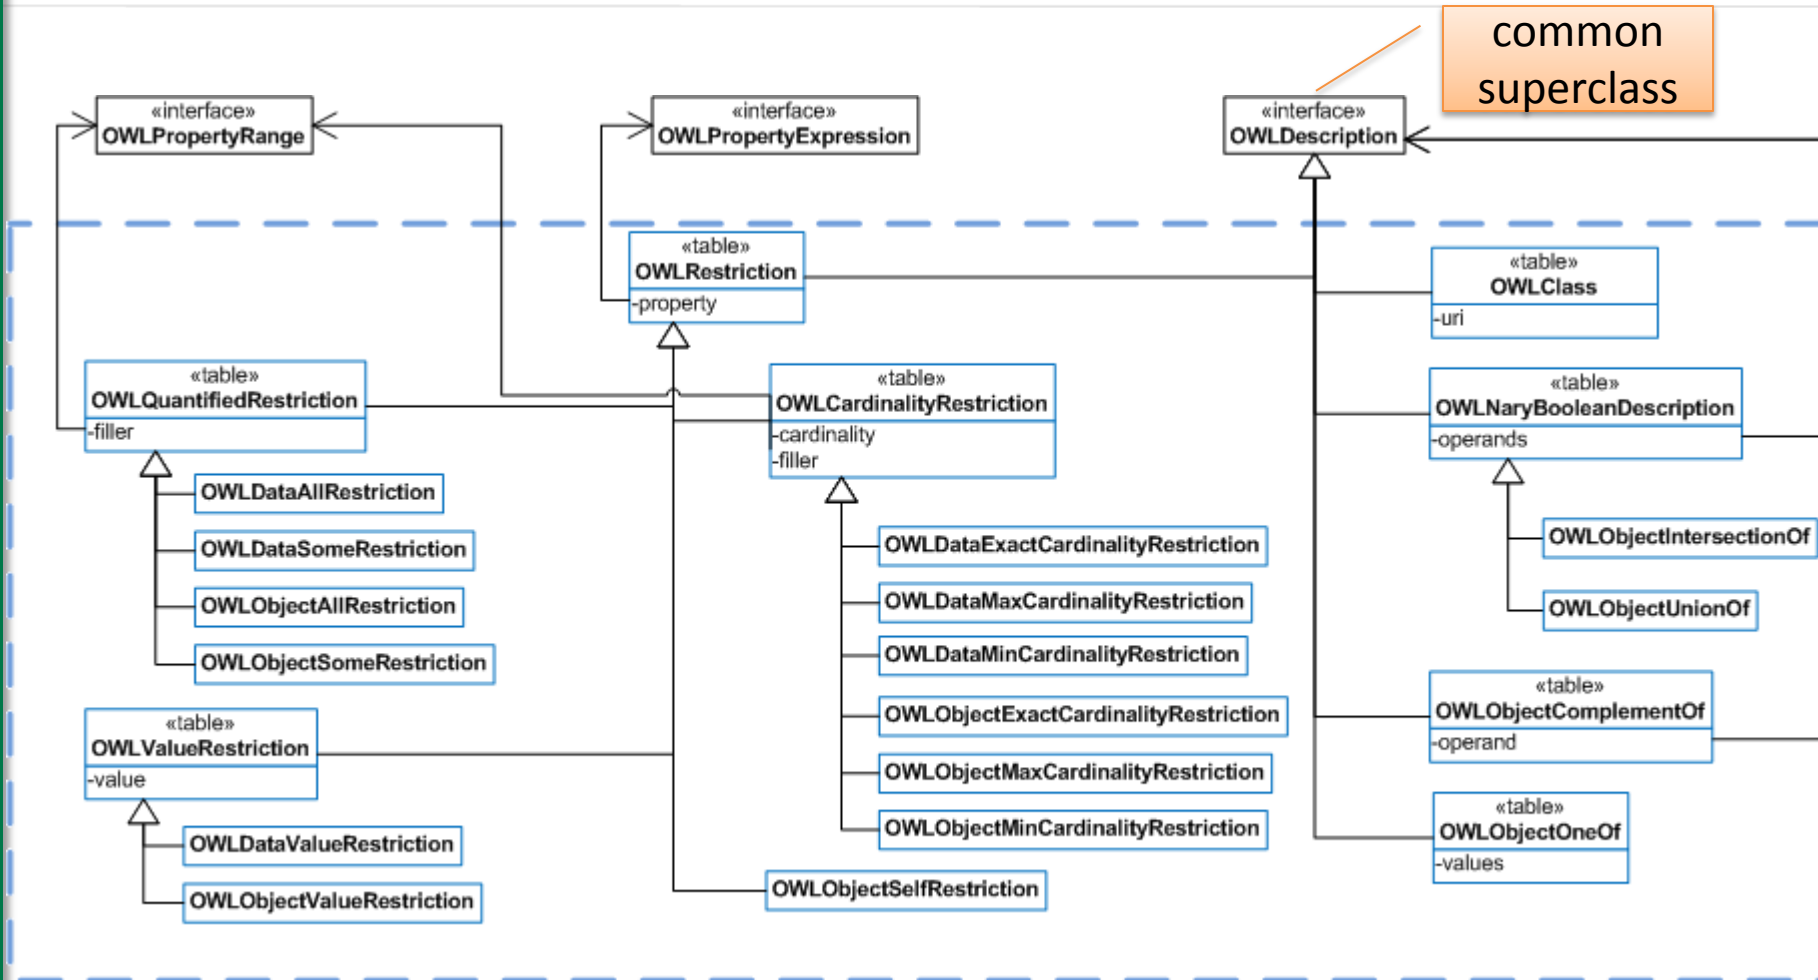 common
superclass
«interface»
OWLPropertyRange
«interface»
OWLPropertyExpression
«interface»
OWLDescription
«table»
OWLRestriction
-property
«table»
OWLClass
-uri
«table»
OWLQuantifiedRestriction
-filler
«table»
OWLCardinalityRestriction
-cardinality
-filler
«table»
OWLNaryBooleanDescription
-operands
OWLDataAllRestriction
OWLDataSomeRestriction
OWLObjectAllRestriction
OWLObjectSomeRestriction
OWLDataExactCardinalityRestriction
OWLDataMaxCardinalityRestriction
OWLDataMinCardinalityRestriction
OWLObjectExactCardinalityRestriction
OWLObjectMaxCardinalityRestriction
OWLObjectMinCardinalityRestriction
OWLObjectIntersectionOf
OWLObjectUnionOf
«table»
OWLValueRestriction
-value
OWLDataValueRestriction
OWLObjectValueRestriction
OWLObjectSelfRestriction
«table»
OWLObjectComplementOf
-operand
«table»
OWLObjectOneOf
-values